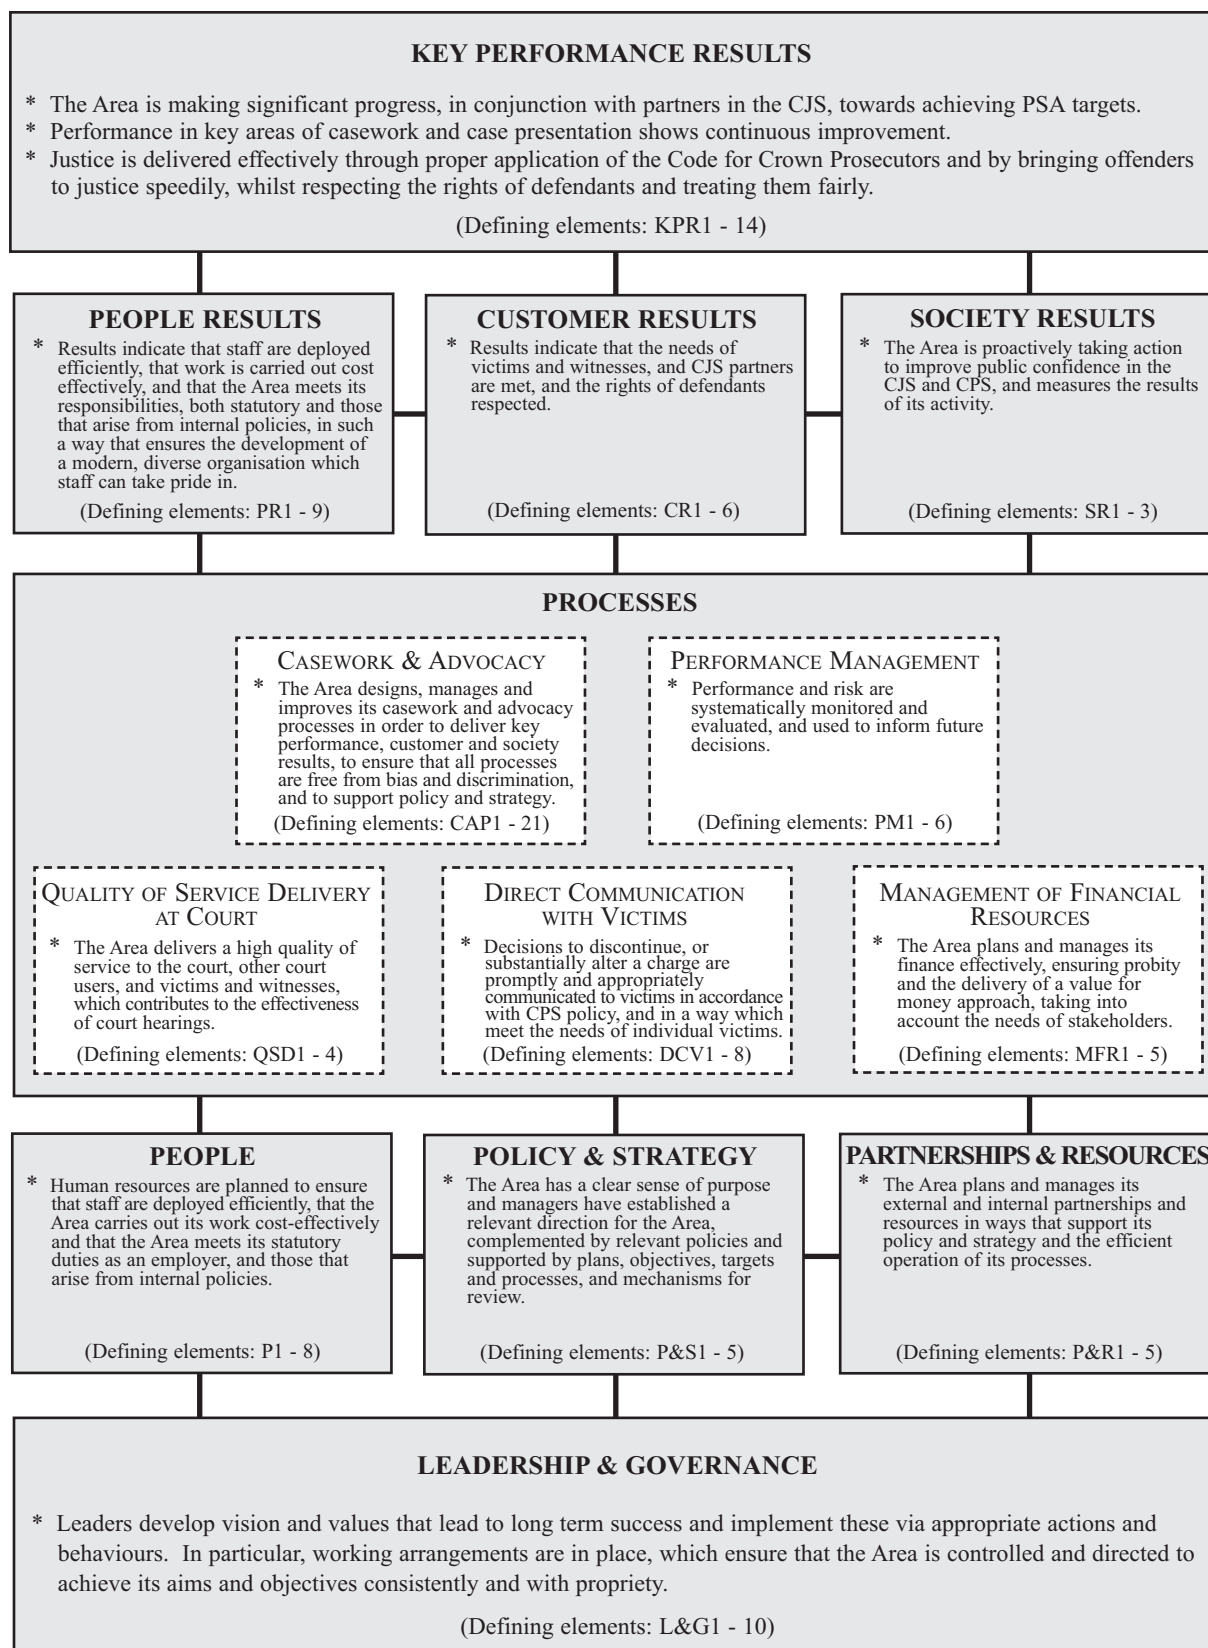 KEY PERFORMANCE RESULTS
* The Area is making significant progress, in conjunction with partners in the CJS, towards achieving PSA targets.
* Performance in key areas of casework and case presentation shows continuous improvement.
* Justice is delivered effectively through proper application of the Code for Crown Prosecutors and by bringing offenders
to justice speedily, whilst respecting the rights of defendants and treating them fairly.
(Defining elements: KPR1 - 14)
PEOPLE RESULTS
* Results indicate that staff are deployed
efficiently, that work is carried out cost
effectively, and that the Area meets its
responsibilities, both statutory and those
that arise from internal policies, in such
a way that ensures the development of
a modern, diverse organisation which
staff can take pride in.
(Defining elements: PR1 - 9)
CUSTOMER RESULTS
* Results indicate that the needs of
victims and witnesses, and CJS partners
are met, and the rights of defendants
respected.
(Defining elements: CR1 - 6)
SOCIETY RESULTS
* The Area is proactively taking action
to improve public confidence in the
CJS and CPS, and measures the results
of its activity.
(Defining elements: SR1 - 3)
PROCESSES
CASEWORK & ADVOCACY
* The Area designs, manages and
improves its casework and advocacy
processes in order to deliver key
performance, customer and society
results, to ensure that all processes
are free from bias and discrimination,
and to support policy and strategy.
(Defining elements: CAP1 - 21)
PERFORMANCE MANAGEMENT
* Performance and risk are
systematically monitored and
evaluated, and used to inform future
decisions.
(Defining elements: PM1 - 6)
QUALITY OF SERVICE DELIVERY
AT COURT
* The Area delivers a high quality of
service to the court, other court
users, and victims and witnesses,
which contributes to the effectiveness
of court hearings.
(Defining elements: QSD1 - 4)
DIRECT COMMUNICATION
WITH VICTIMS
* Decisions to discontinue, or
substantially alter a charge are
promptly and appropriately
communicated to victims in accordance
with CPS policy, and in a way which
meet the needs of individual victims.
(Defining elements: DCV1 - 8)
MANAGEMENT OF FINANCIAL
RESOURCES
* The Area plans and manages its
finance effectively, ensuring probity
and the delivery of a value for
money approach, taking into
account the needs of stakeholders.
(Defining elements: MFR1 - 5)
PEOPLE
* Human resources are planned to ensure
that staff are deployed efficiently, that the
Area carries out its work cost-effectively
and that the Area meets its statutory
duties as an employer, and those that
arise from internal policies.
(Defining elements: P1 - 8)
POLICY & STRATEGY
* The Area has a clear sense of purpose
and managers have established a
relevant direction for the Area,
complemented by relevant policies and
supported by plans, objectives, targets
and processes, and mechanisms for
review.
(Defining elements: P&S1 - 5)
PARTNERSHIPS & RESOURCES
* The Area plans and manages its
external and internal partnerships and
resources in ways that support its
policy and strategy and the efficient
operation of its processes.
(Defining elements: P&R1 - 5)
LEADERSHIP & GOVERNANCE
* Leaders develop vision and values that lead to long term success and implement these via appropriate actions and
behaviours. In particular, working arrangements are in place, which ensure that the Area is controlled and directed to
achieve its aims and objectives consistently and with propriety.
(Defining elements: L&G1 - 10)